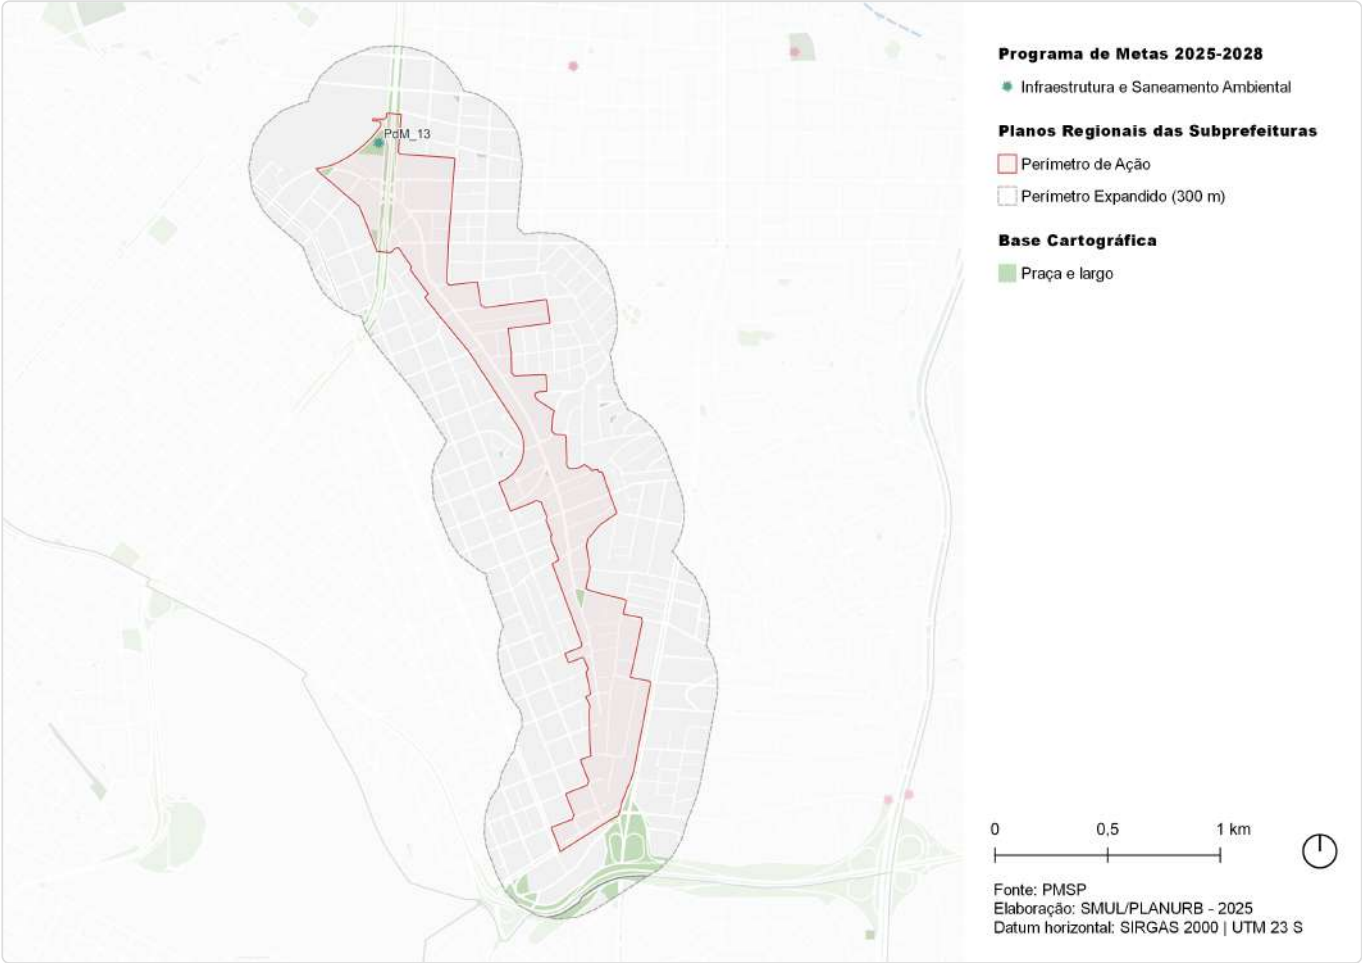 PdM_13
Programa de Metas 2025-2028
Infraestrutura e Saneamento Ambiental
Planos Regionais das Subprefeituras
Perímetro de Ação
Perímetro Expandido (300 m)
Base Cartográfica
Praça e largo
0 0,5 1 km
Fonte: PMSP
Elaboração: SMUL/PLANURB - 2025
Datum horizontal: SIRGAS 2000 | UTM 23 S